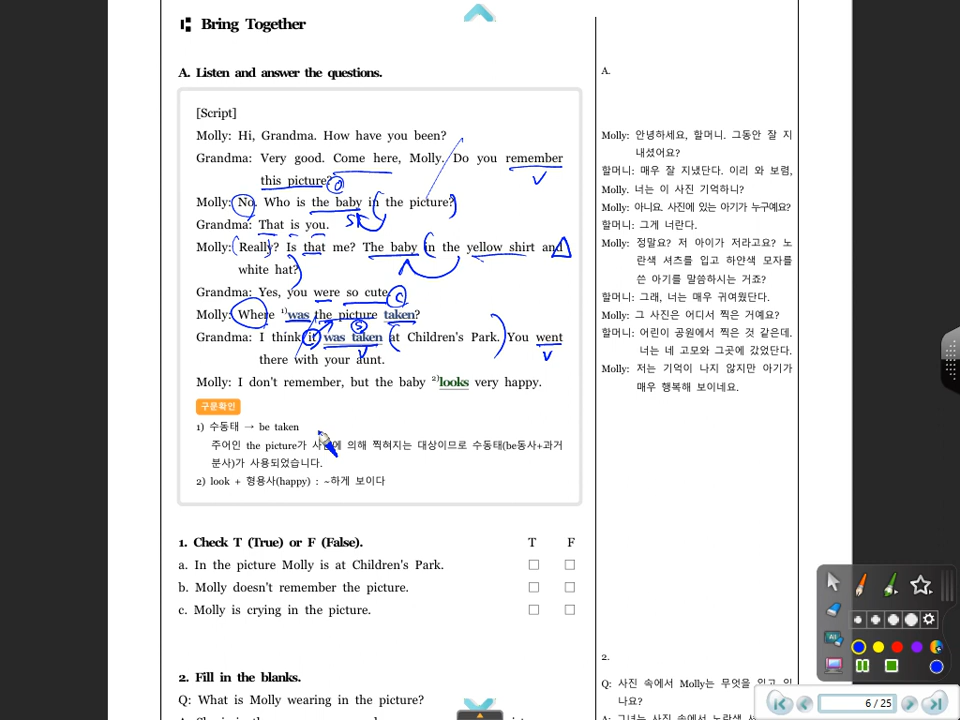 Bring Together
A. Listen and answer the questions.
[Script]
Molly: Hi, Grandma. How have you been?
Grandma: Very good. Come here, Molly. Do you remember
this picture?
Molly: No. Who is the baby in the picture?
Grandma: That is you.
Molly: Really? Is that me? The baby in the yellow shirt and
white hat?
Grandma: Yes, you were so cute.
Molly: Where 1)was the picture taken?
Grandma: I think it was taken at Children's Park. You went
there with your aunt.
Molly: I don't remember, but the baby 2)looks very happy.
구문확인
1) 수동태 → be taken
주어인 the picture가 사람에 의해 찍혀지는 대상이므로 수동태(be동사+과거
분사)가 사용되었습니다.
2) look + 형용사(happy) : ~하게 보이다
1. Check T (True) or F (False). T F
a. In the picture Molly is at Children's Park.
b. Molly doesn't remember the picture.
c. Molly is crying in the picture.
2. Fill in the blanks.
Q: What is Molly wearing in the picture?
A.
Molly: 안녕하세요, 할머니. 그동안 잘 지
내셨어요?
할머니: 매우 잘 지냈단다. 이리 와 보렴,
Molly. 너는 이 사진 기억하니?
Molly: 아니요. 사진에 있는 아기가 누구예요?
할머니: 그게 너란다.
Molly: 정말요? 저 아이가 저라고요? 노
란색 셔츠를 입고 하얀색 모자를
쓴 아기를 말씀하시는 거죠?
할머니: 그래, 너는 매우 귀여웠단다.
Molly: 그 사진은 어디서 찍은 거예요?
할머니: 어린이 공원에서 찍은 것 같은데.
너는 네 고모와 그곳에 갔었단다.
Molly: 저는 기억이 나지 않지만 아기가
매우 행복해 보이네요.
2.
Q: 사진 속에서 Molly는 무엇을 입고 있
나요?
6 / 25